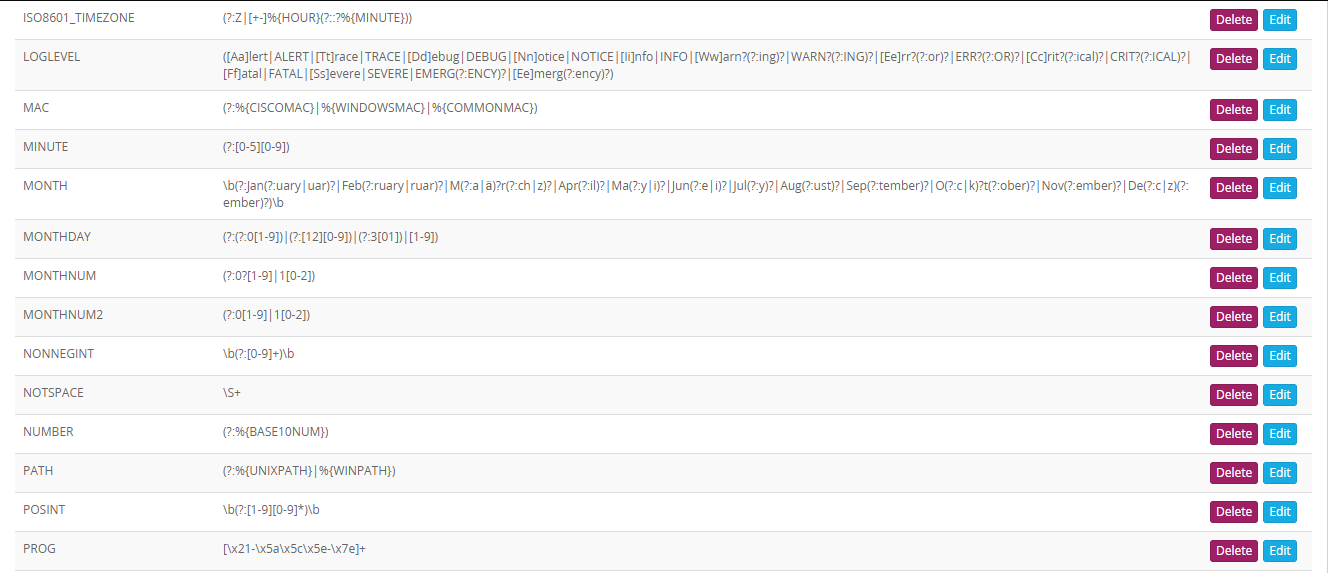 ISO8601_TIMEZONE (?:Z|[+-]%{HOUR}(?::?%{MINUTE})) Delete Edit
LOGLEVEL ([Aa]lert|ALERT|[Tt]race|TRACE|[Dd]ebug|DEBUG|[Nn]otice|NOTICE|[Ii]nfo|INFO|[Ww]arn?(?:ing)?|WARN?(?:ING)?|[Ee]rr?(?:or)?|ERR?(?:OR)?|[Cc]rit?(?:ical)?|CRIT?(?:ICAL)?| Delete Edit
[Ff]atal|FATAL|[Ss]evere|SEVERE|EMERG(?:ENCY)?|[Ee]merg(?:ency)?)
MAC (?:%{CISCOMAC}|%{WINDOWSMAC}|%{COMMONMAC}) Delete Edit
MINUTE (?:[0-5][0-9]) Delete Edit
MONTH \b(?:Jan(?:uary|uar)?|Feb(?:ruary|ruar)?|M(?:a|ä)?r(?:ch|z)?|Apr(?:il)?|Ma(?:y|i)?|Jun(?:e|i)?|Jul(?:y)?|Aug(?:ust)?|Sep(?:tember)?|O(?:c|k)?t(?:ober)?|Nov(?:ember)?|De(?:c|z)(?: Delete Edit
ember)?)\b
MONTHDAY (?:(?:0[1-9])|(?:[12][0-9])|(?:3[01])|[1-9]) Delete Edit
MONTHNUM (?:0?[1-9]|1[0-2]) Delete Edit
MONTHNUM2 (?:0[1-9]|1[0-2]) Delete Edit
NONNEGINT \b(?:[0-9]+)\b Delete Edit
NOTSPACE \S+ Delete Edit
NUMBER (?:%{BASE10NUM}) Delete Edit
PATH (?:%{UNIXPATH}|%{WINPATH}) Delete Edit
POSINT \b(?:[1-9][0-9]*)\b Delete Edit
PROG [\x21-\x5a\x5c\x5e-\x7e]+ Delete Edit